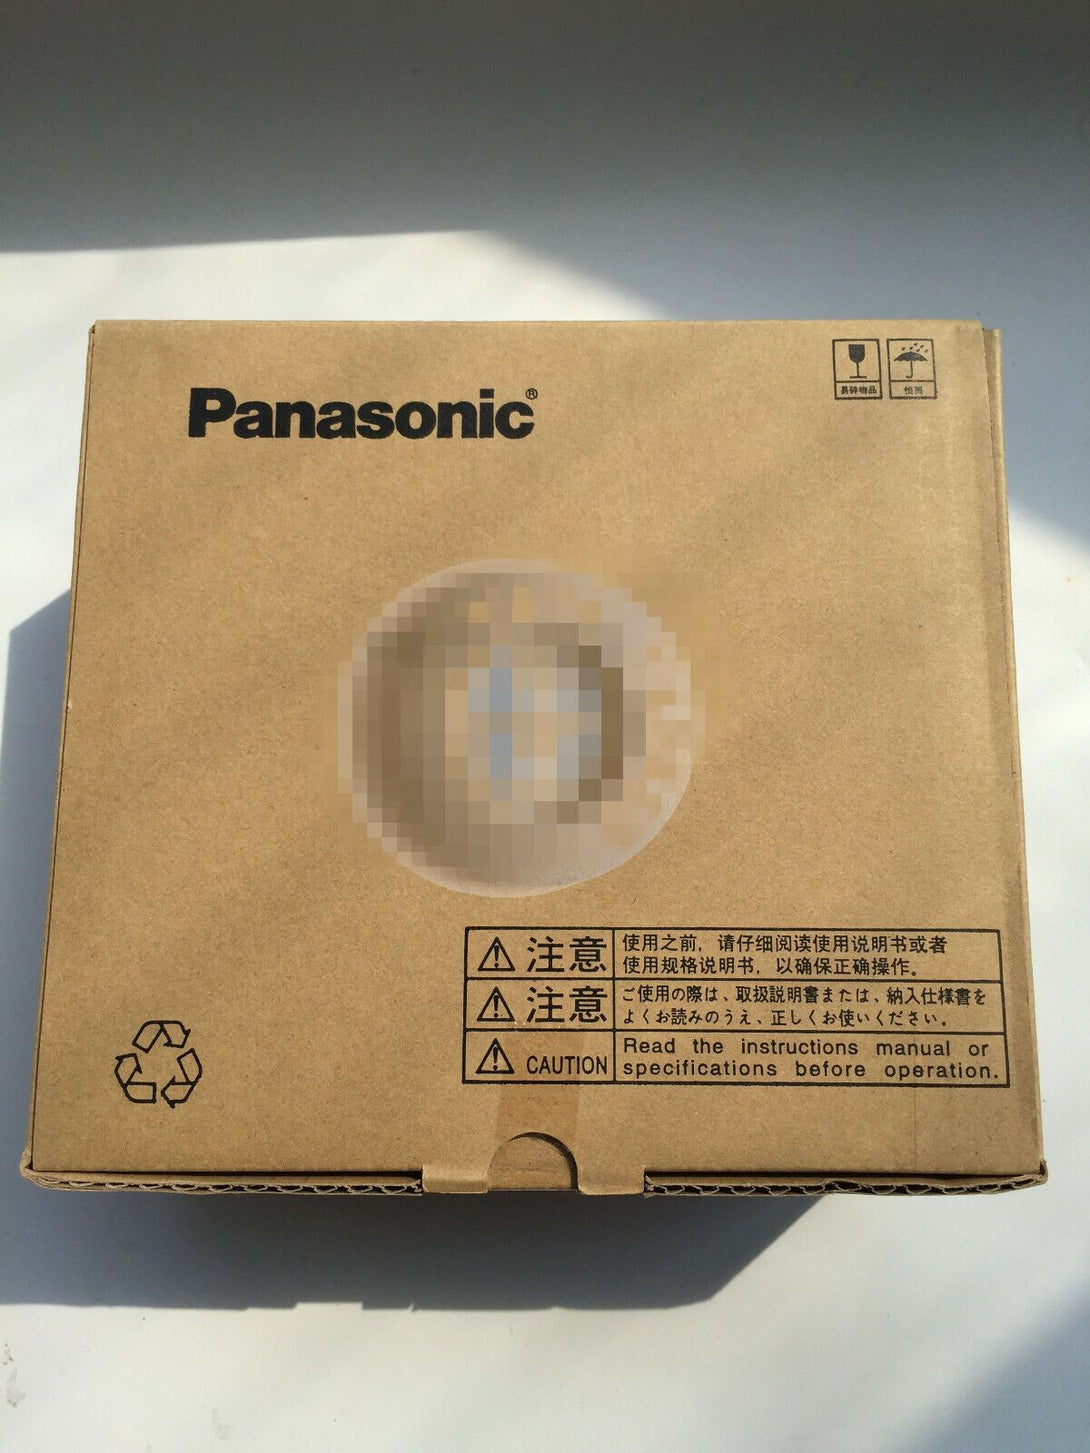 Panasonic®
易碎物品
怕湿
注意
使用之前，请仔细阅读使用说明书或者
使用规格说明书，以确保正确操作。
注意
ご使用の際は、取扱説明書または、納入仕様書を
よくお読みのうえ、正しくお使いください。
CAUTION
Read the instructions manual or
specifications before operation.